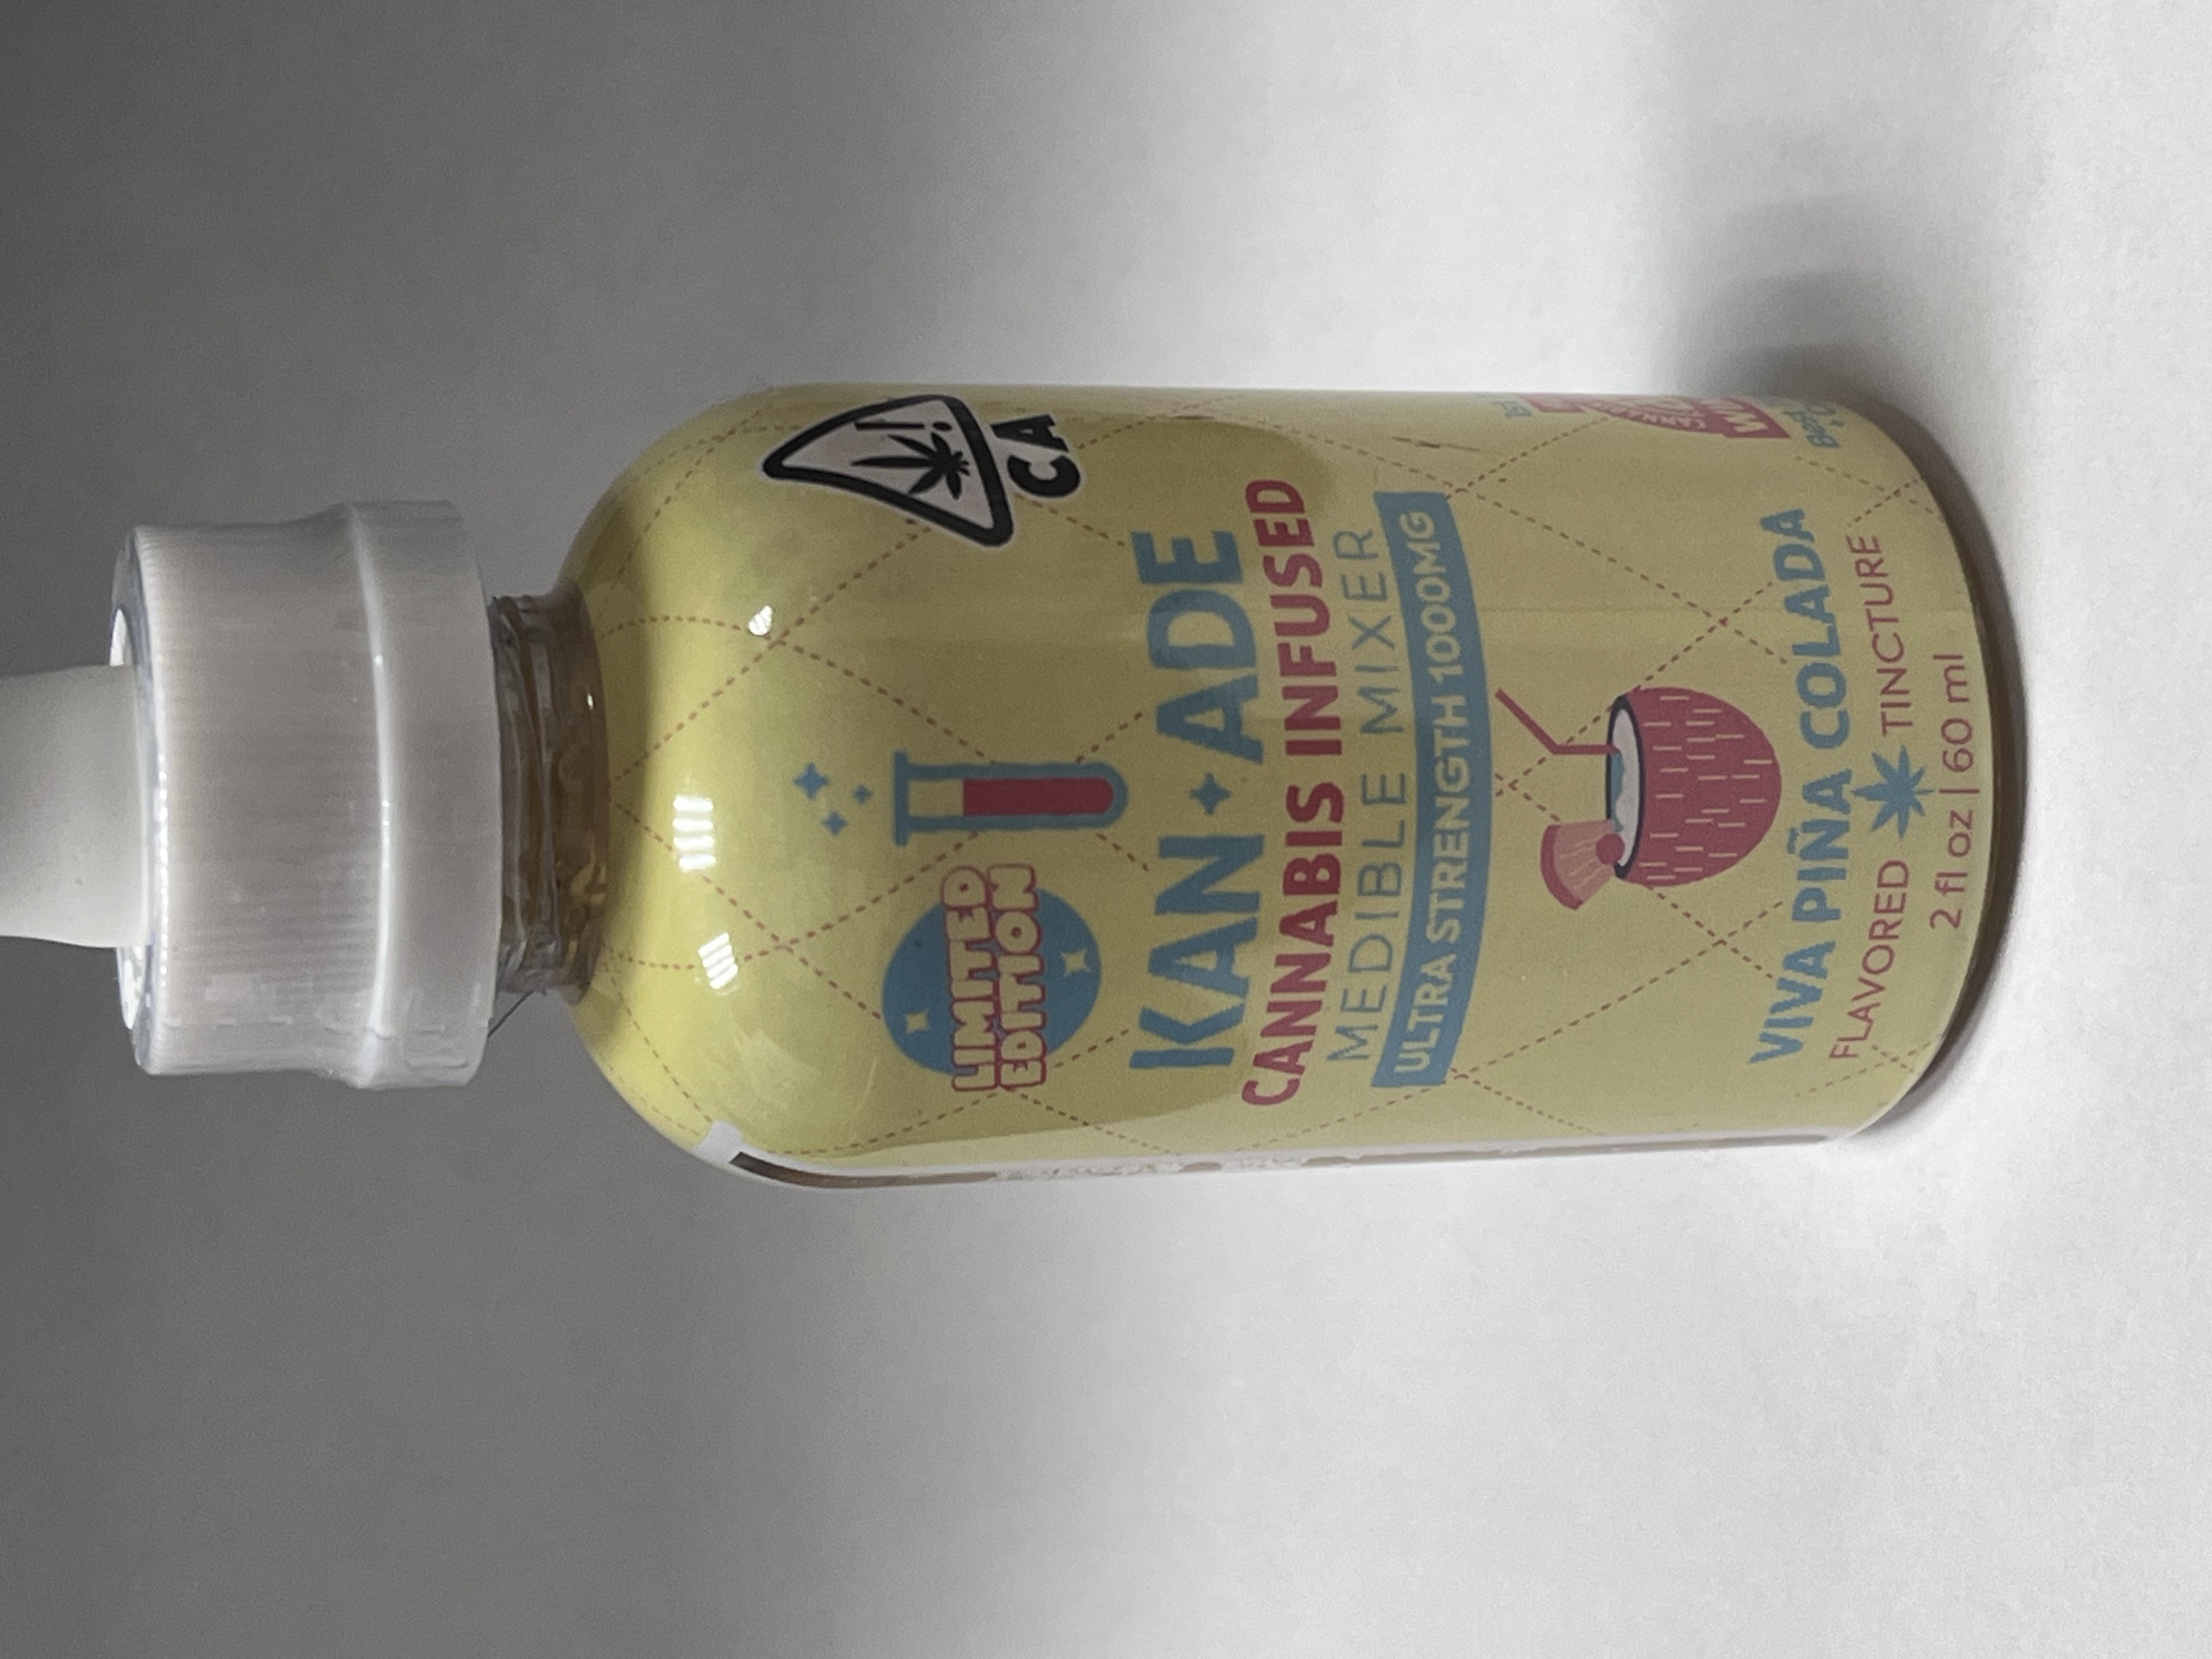 CA
LIMITED
EDITION
KAN+ADE
CANNABIS INFUSED
MEDIBLE MIXER
ULTRA STRENGTH 1000MG
VIVA PIÑA COLADA
FLAVORED TINCTURE
2 fl oz | 60 ml